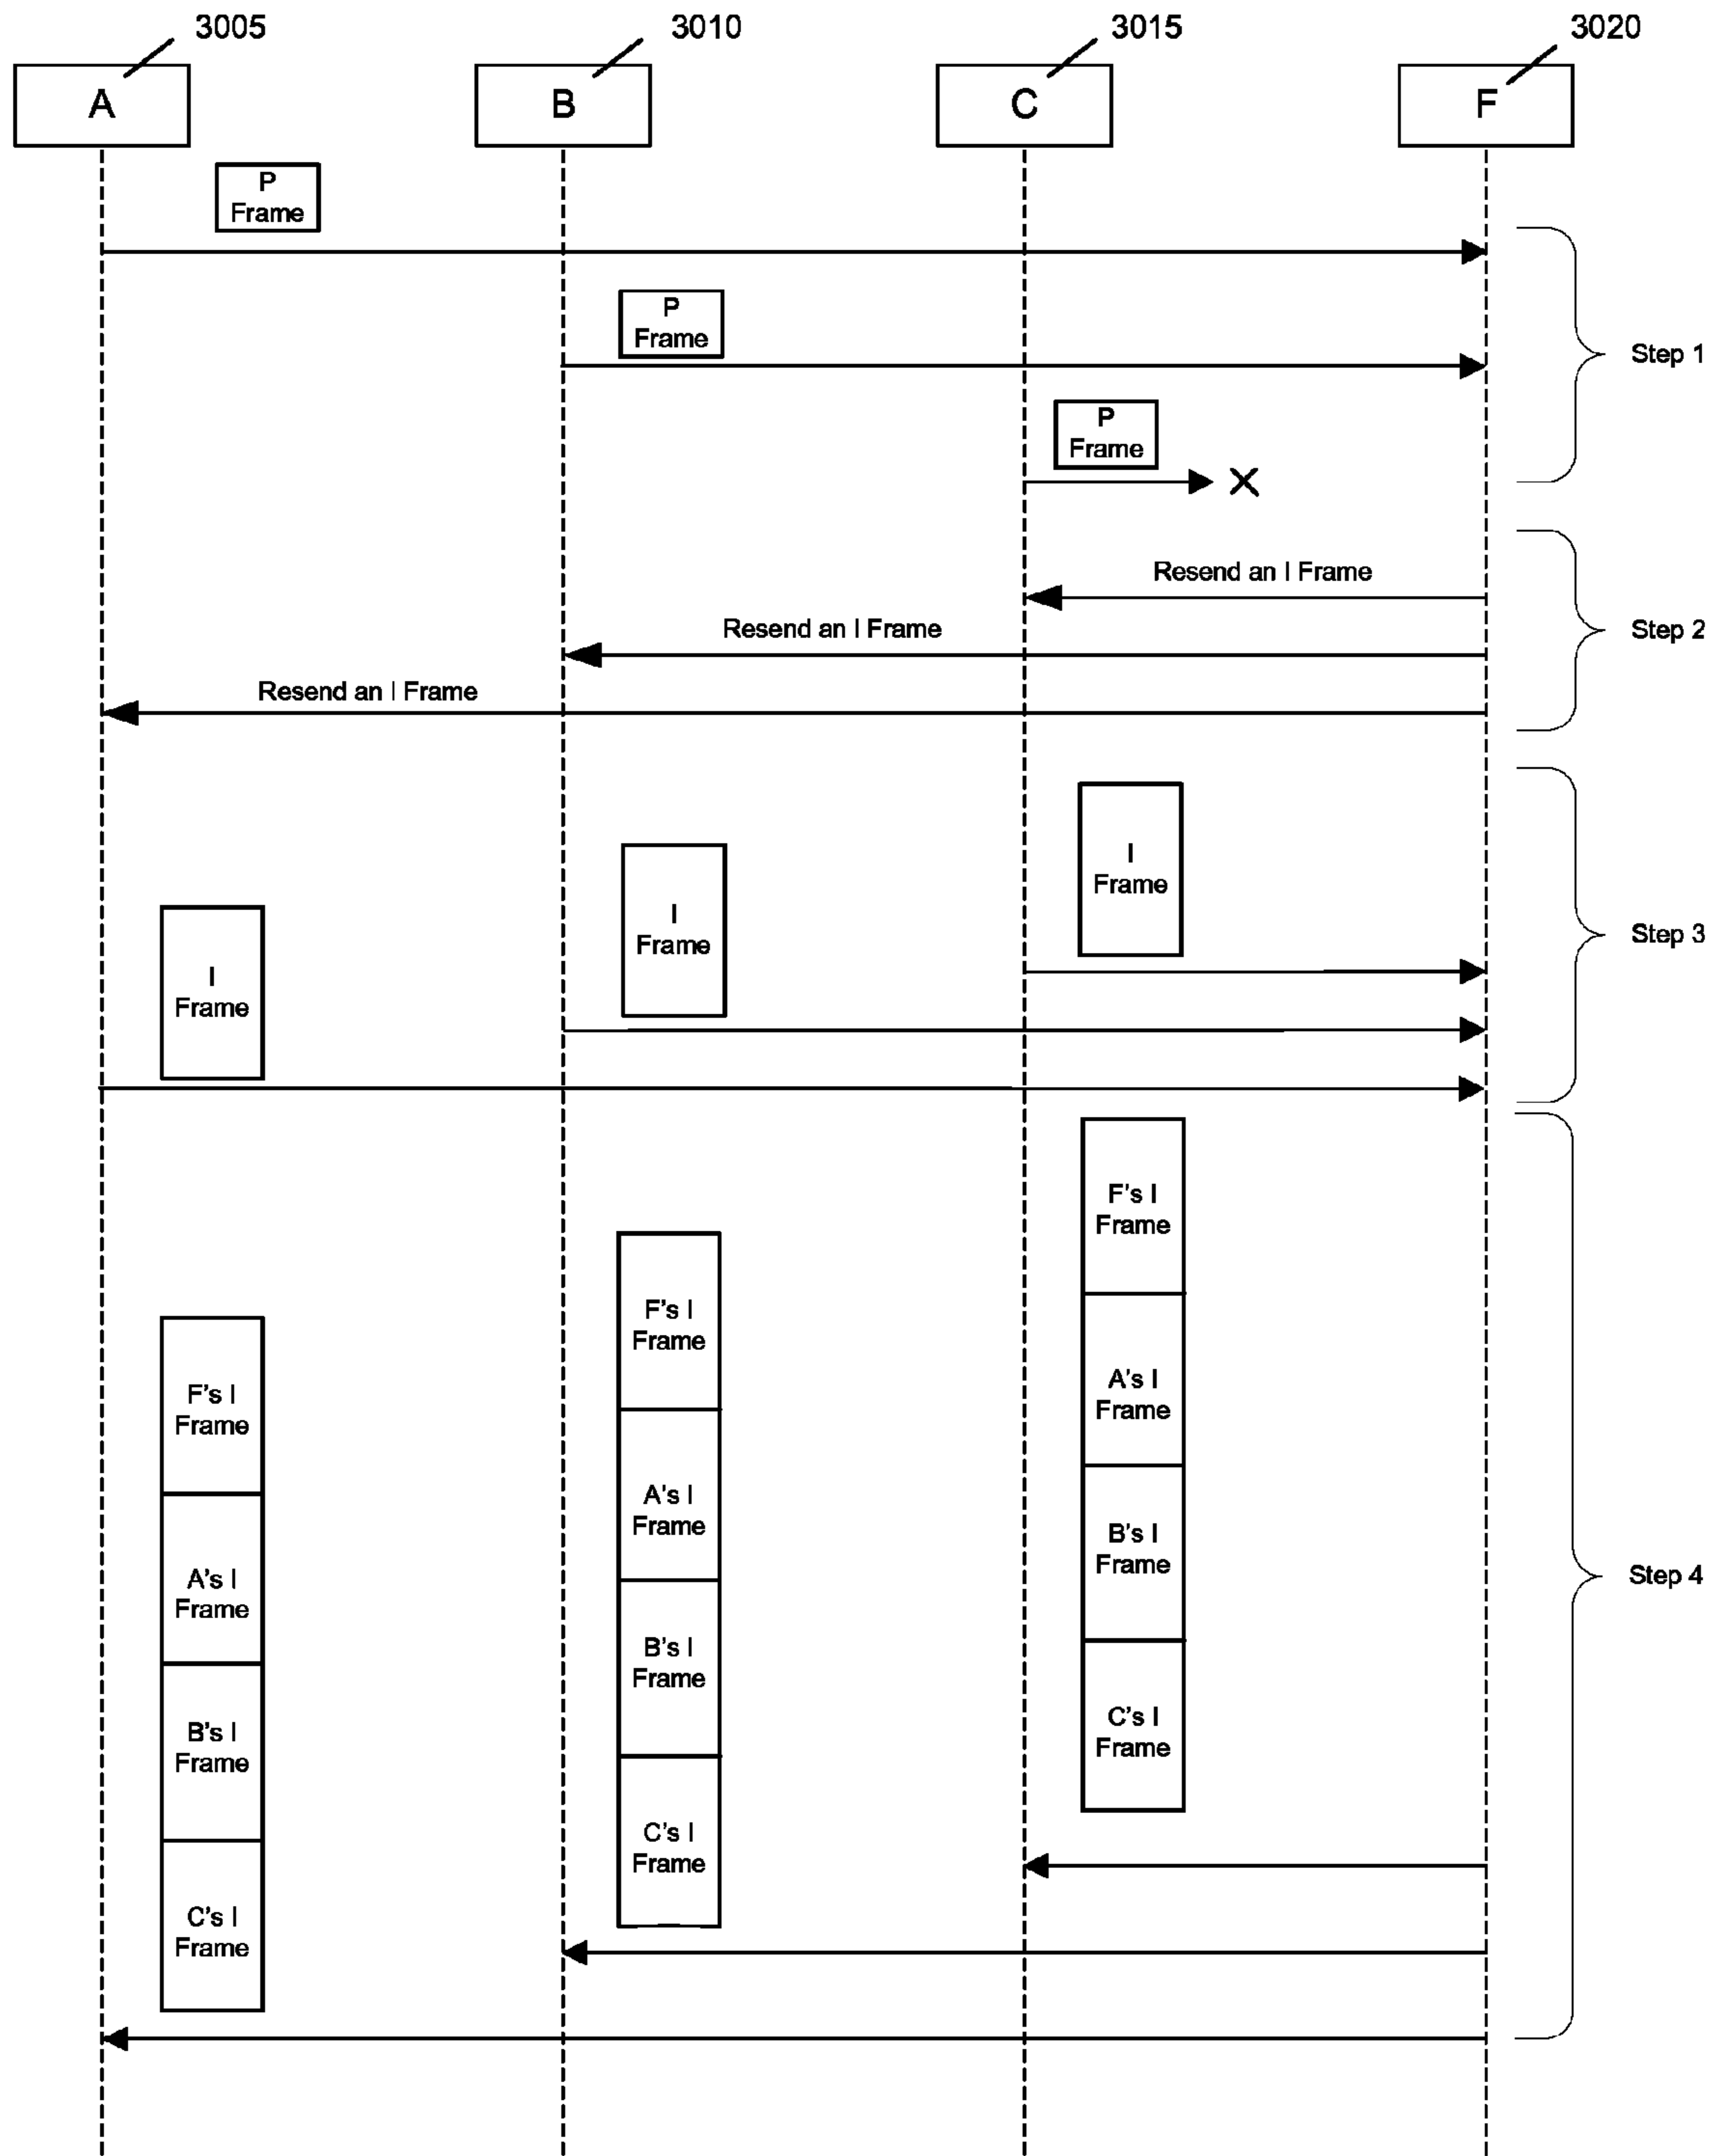 3005
3010
3015
3020
A
B
C
F
P
Frame
P
Frame
Step 1
P
Frame
Resend an I Frame
Resend an I Frame
Step 2
Resend an I Frame
I
Frame
I
Frame
Step 3
I
Frame
F's I
Frame
A's I
Frame
B's I
Frame
C's I
Frame
F's I
Frame
A's I
Frame
B's I
Frame
C's I
Frame
F's I
Frame
A's I
Frame
B's I
Frame
C's I
Frame
Step 4